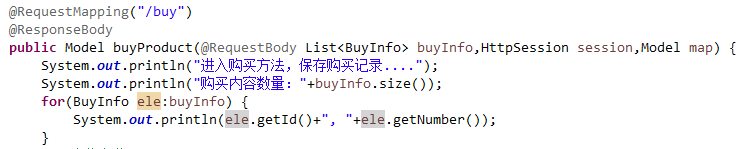 @RequestMapping("/buy")
@ResponseBody
public Model buyProduct(@RequestBody List<BuyInfo> buyInfo,HttpSession session,Model map) {
System.out.println("进入购买方法，保存购买记录....");
System.out.println("购买内容数量："+buyInfo.size());
for(BuyInfo ele:buyInfo) {
System.out.println(ele.getId()+", "+ele.getNumber());
}